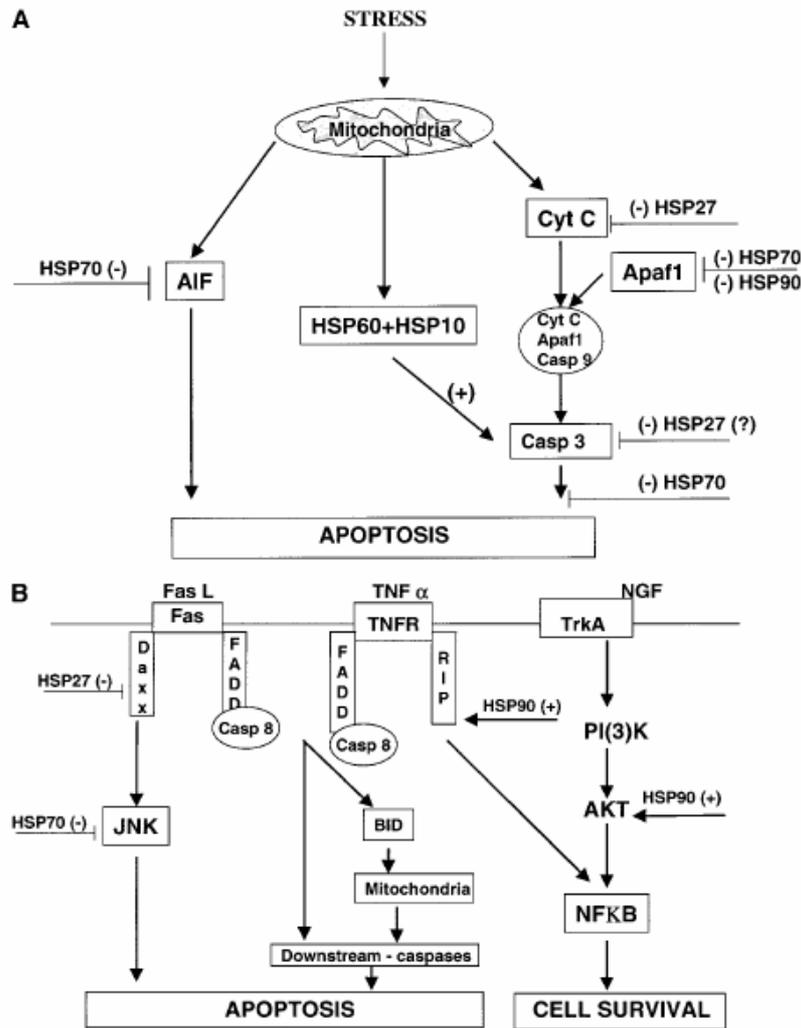 A
STRESS
Mitochondria
Cyt C
(-) HSP27
HSP70 (-)
AIF
Apaf1
(-) HSP70
(-) HSP90
HSP60+HSP10
Cyt C
Apaf1
Casp 9
(+)
Casp 3
(-) HSP27 (?)
(-) HSP70
APOPTOSIS
B
Fas L
TNF α
NGF
Fas
TNFR
TrkA
Daxx
FADD
FADD
RIP
HSP27 (-)
Casp 8
Casp 8
HSP90 (+)
PI(3)K
HSP70 (-)
JNK
BID
AKT
HSP90 (+)
Mitochondria
NFKB
Downstream - caspases
APOPTOSIS
CELL SURVIVAL